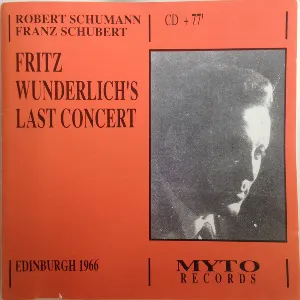 ROBERT SCHUMANN
FRANZ SCHUBERT
CD + 77'
FRITZ
WUNDERLICH'S
LAST CONCERT
EDINBURGH 1966
MYTO
RECORDS